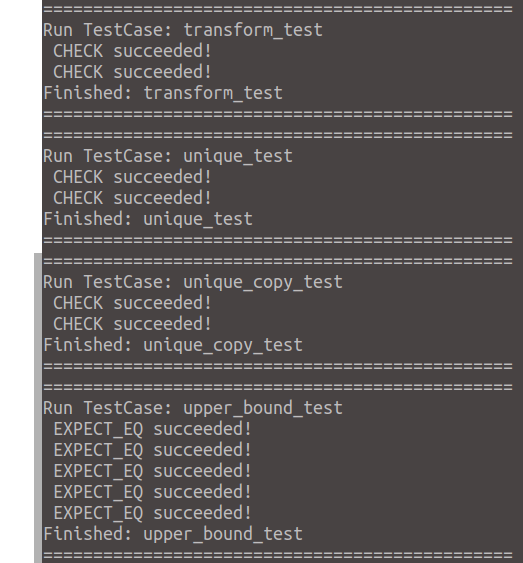 ===============================================
Run TestCase: transform_test
 CHECK succeeded!
 CHECK succeeded!
Finished: transform_test
===============================================
===============================================
Run TestCase: unique_test
 CHECK succeeded!
 CHECK succeeded!
Finished: unique_test
===============================================
===============================================
Run TestCase: unique_copy_test
 CHECK succeeded!
 CHECK succeeded!
Finished: unique_copy_test
===============================================
===============================================
Run TestCase: upper_bound_test
 EXPECT_EQ succeeded!
 EXPECT_EQ succeeded!
 EXPECT_EQ succeeded!
 EXPECT_EQ succeeded!
 EXPECT_EQ succeeded!
Finished: upper_bound_test
===============================================